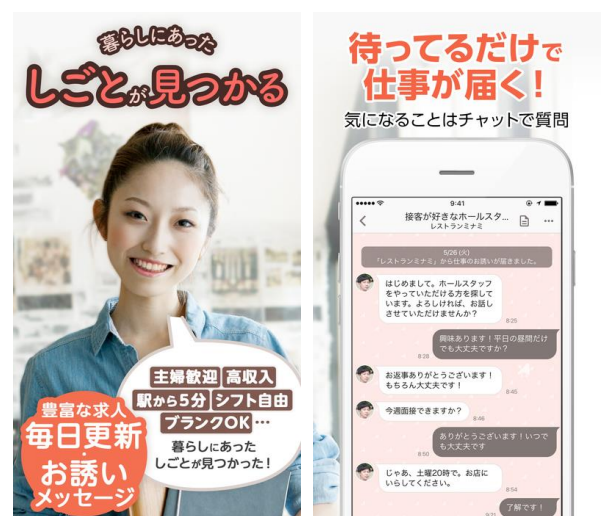 暮らしにあった
しごとが見つかる
主婦歓迎 高収入
駅から5分 シフト自由
ブランクOK…
暮らしにあった
しごとが見つかった!
豊富な求人
毎日更新
・
お誘い
メッセージ
待ってるだけで
仕事が届く!
気になることはチャットで質問
9:41
接客が好きなホールスタ...
レストランミナミ
5/26 (火)
「レストランミナミ」から仕事のお誘いが届きました。
はじめまして。ホールスタッフ
をやっていただける方を探して
います。よろしければ、お話し
させていただけませんか?
8:25
興味あります!平日の昼間だけ
でも大丈夫ですか?
8:28
お返事ありがとうございます!
もちろん大丈夫です!
8:45
今週面接できますか?
8:48
ありがとうございます!いつで
も大丈夫です
8:50
じゃあ、土曜20時で。お店に
いらしてください。
8:54
了解です!